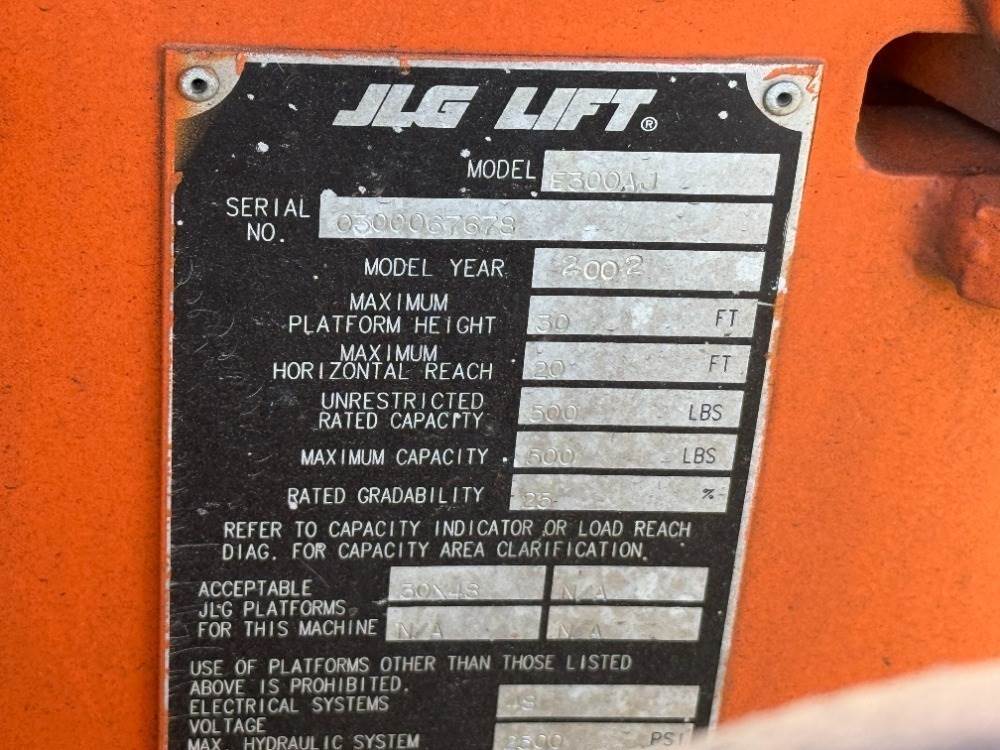 JLG LIFT®
MODEL E300AJ
SERIAL NO. 0300067678
MODEL YEAR 2002
MAXIMUM
PLATFORM HEIGHT 30 FT
MAXIMUM
HORIZONTAL REACH 20 FT
UNRESTRICTED
RATED CAPACITY 500 LBS
MAXIMUM CAPACITY 500 LBS
RATED GRADABILITY 25 %
REFER TO CAPACITY INDICATOR OR LOAD REACH
DIAG. FOR CAPACITY AREA CLARIFICATION.
ACCEPTABLE 30X48 N/A
JLG PLATFORMS
FOR THIS MACHINE N/A N/A
USE OF PLATFORMS OTHER THAN THOSE LISTED
ABOVE IS PROHIBITED.
ELECTRICAL SYSTEMS
VOLTAGE 48
MAX. HYDRAULIC SYSTEM 2500 PSI